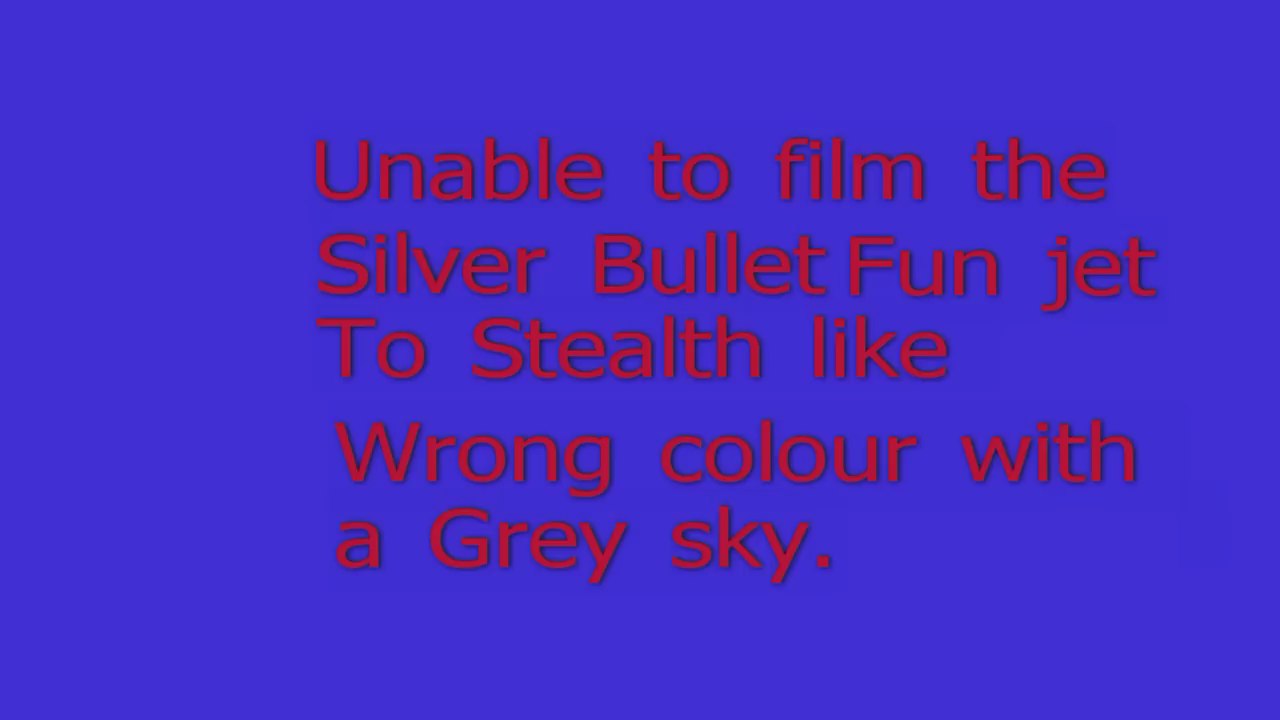 Unable to film the
Silver Bullet Fun jet
To Stealth like
Wrong colour with
a Grey sky.